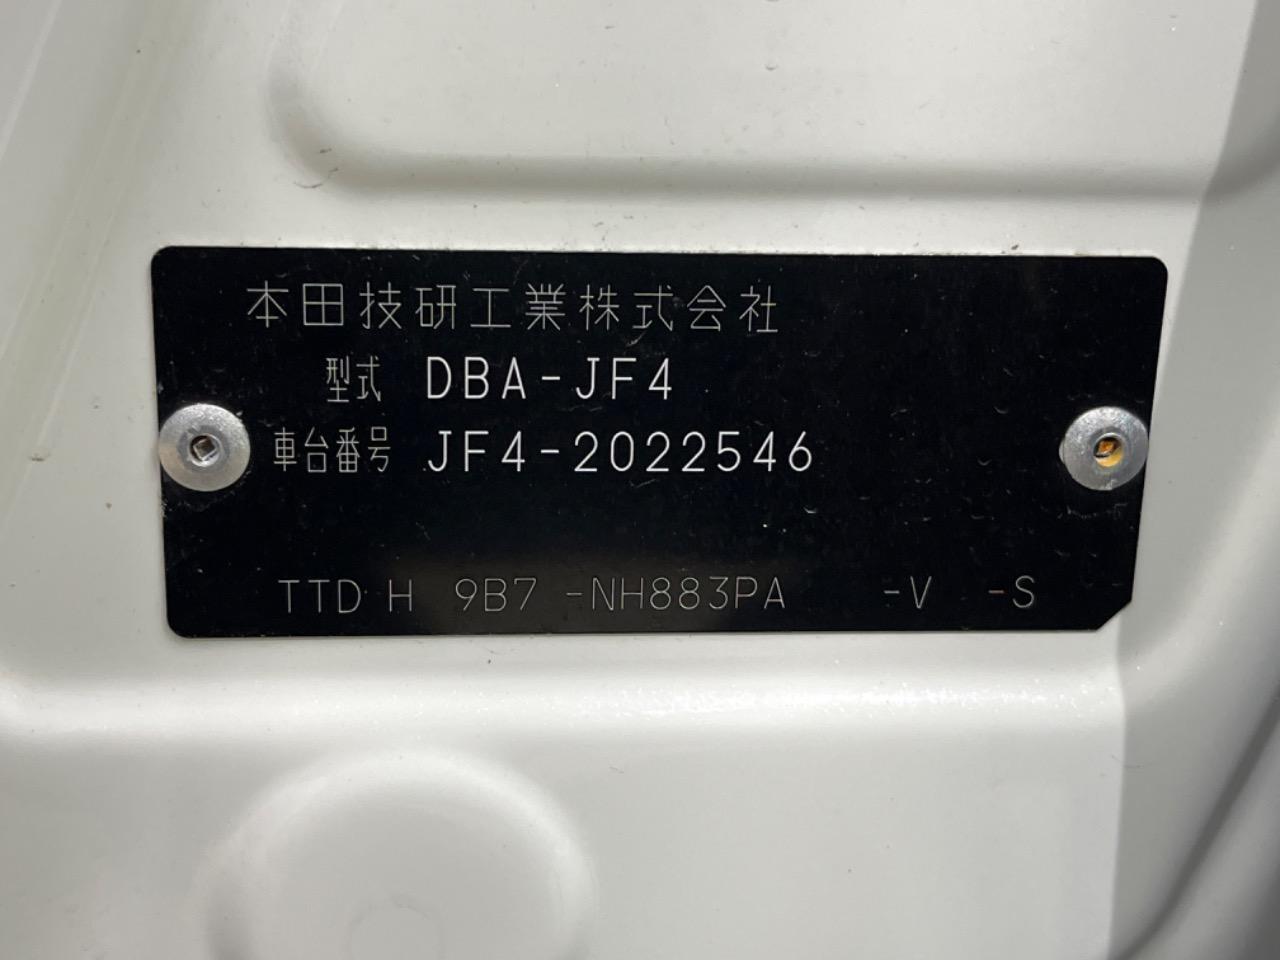 本田技研工業株式会社
型式 DBA-JF4
車台番号 JF4-2022546
TTD H 9B7 -NH883PA -V -S